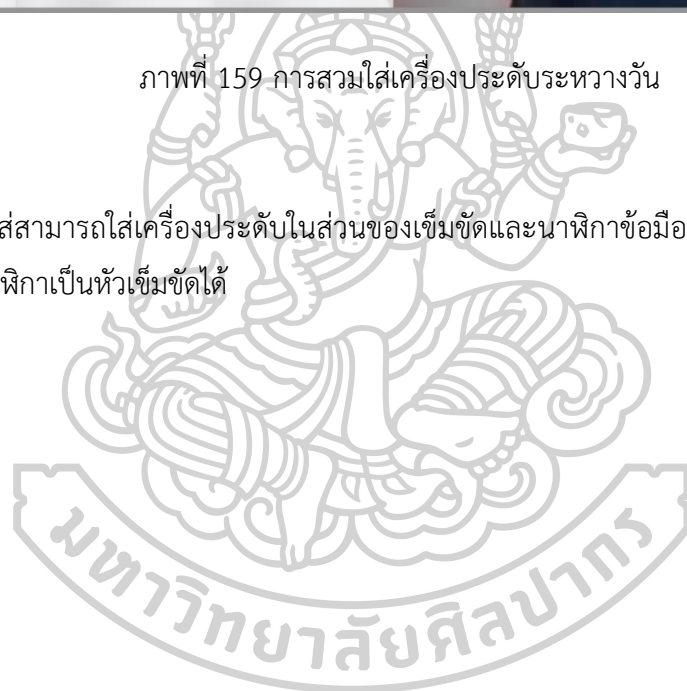 ภาพที่ 159 การสวมใส่เครื่องประดับระหวางวัน
ส่สามารถใส่เครื่องประดับในส่วนของเข็มขัดและนาฬิกาข้อมือ
ฬิกาเป็นหัวเข็มขัดได้
มหาวิทยาลัยศิลปากร